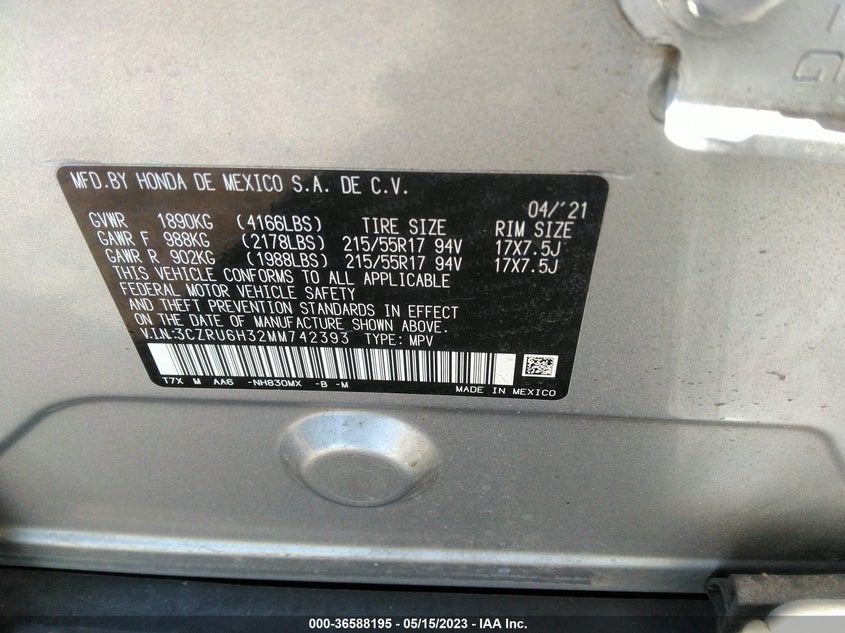 MFD.BY HONDA DE MEXICO S.A. DE C.V.
04/'21
GVWR 1890KG (4166LBS) TIRE SIZE RIM SIZE
GAWR F 988KG (2178LBS) 215/55R17 94V 17X7.5J
GAWR R 902KG (1988LBS) 215/55R17 94V 17X7.5J
THIS VEHICLE CONFORMS TO ALL APPLICABLE
FEDERAL MOTOR VEHICLE SAFETY
AND THEFT PREVENTION STANDARDS IN EFFECT
ON THE DATE OF MANUFACTURE SHOWN ABOVE.
V.I.N:3CZRU6H32MM742393 TYPE: MPV
T7X M AA6 -NH830MX -B -M MADE IN MEXICO
000-36588195 - 05/15/2023 - IAA Inc.